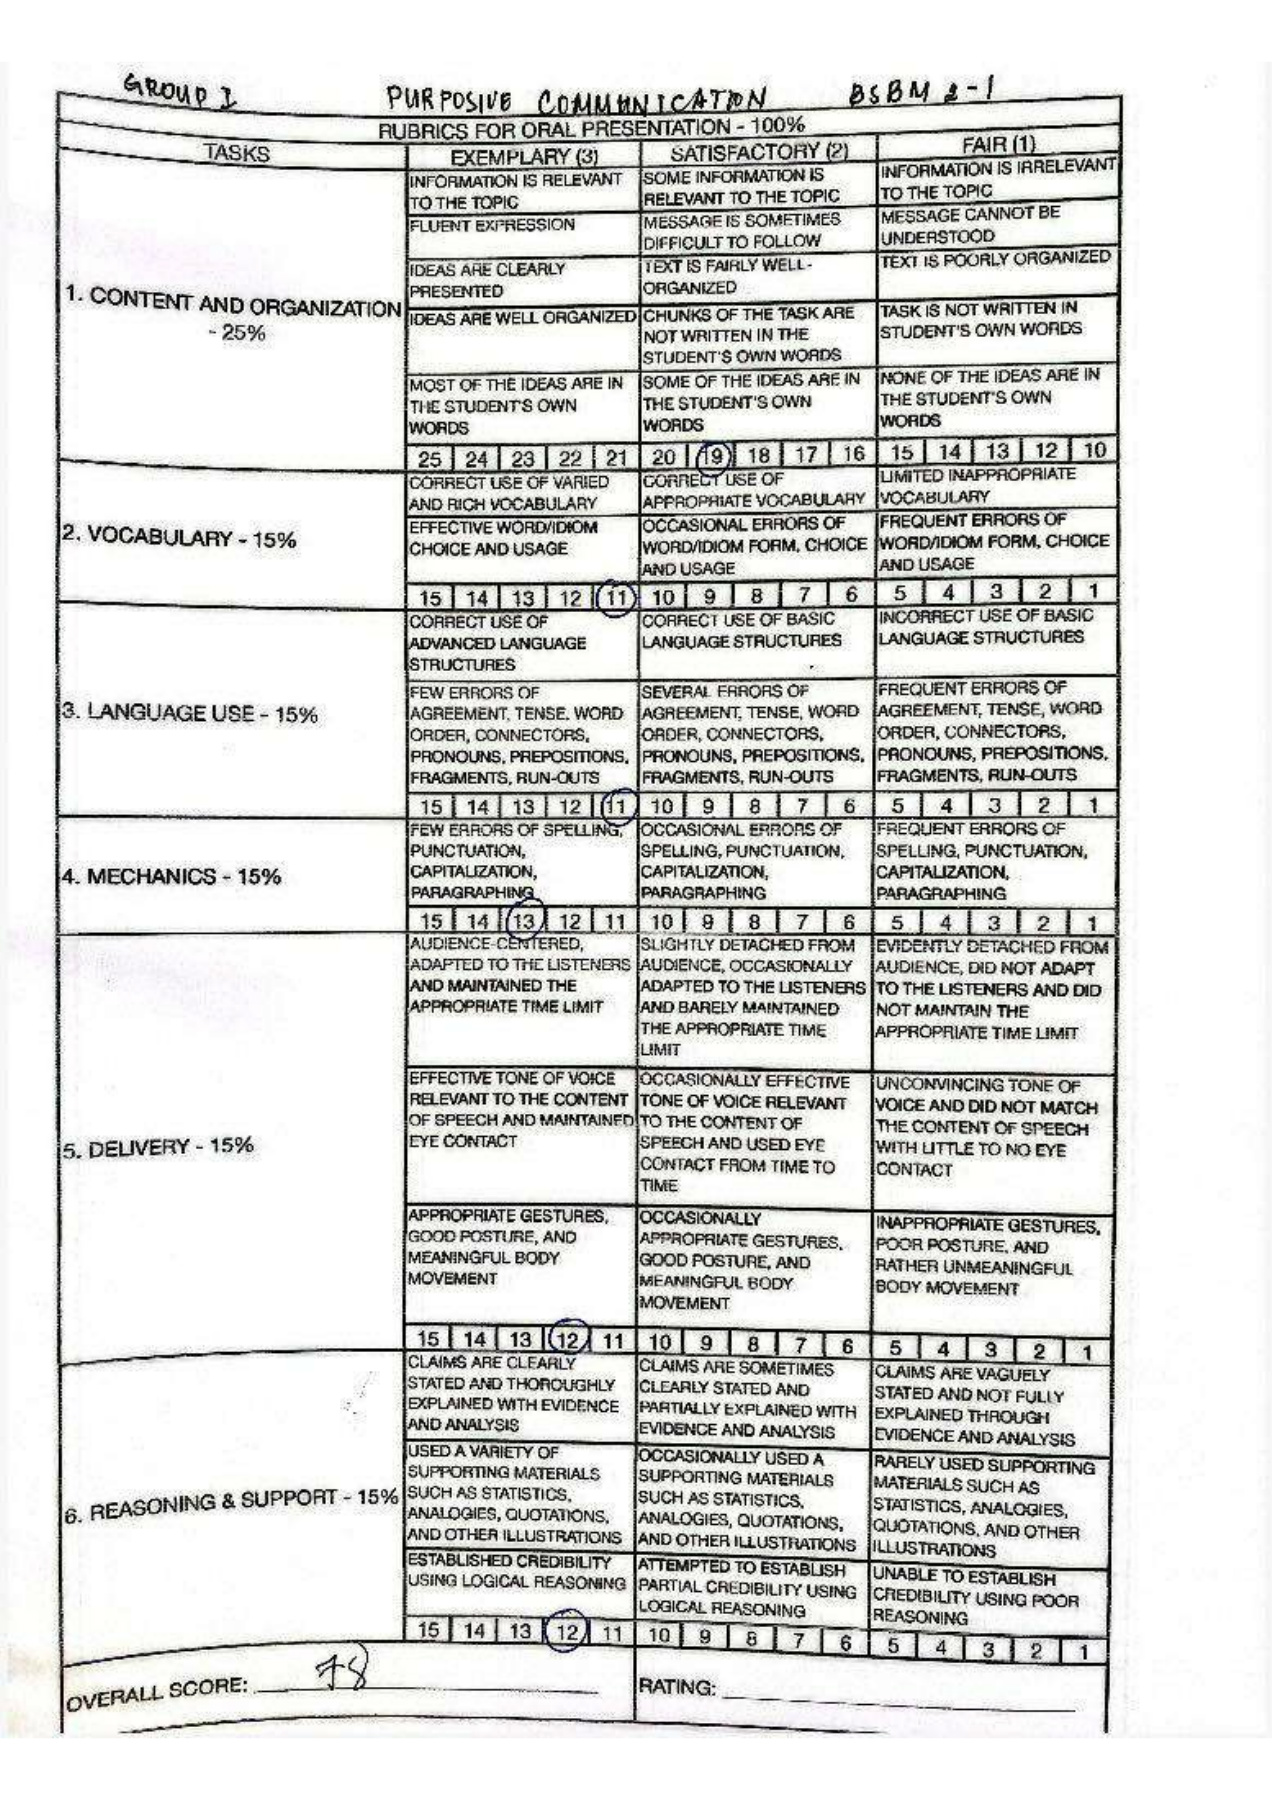 GROUP I PURPOSIVE COMMUNICATION BSBM 2-1
RUBRICS FOR ORAL PRESENTATION - 100%
TASKS EXEMPLARY (3) SATISFACTORY (2) FAIR (1)
1. CONTENT AND ORGANIZATION
- 25%
INFORMATION IS RELEVANT
TO THE TOPIC
SOME INFORMATION IS
RELEVANT TO THE TOPIC
INFORMATION IS IRRELEVANT
TO THE TOPIC
FLUENT EXPRESSION
MESSAGE IS SOMETIMES
DIFFICULT TO FOLLOW
MESSAGE CANNOT BE
UNDERSTOOD
IDEAS ARE CLEARLY
PRESENTED
TEXT IS FAIRLY WELL-
ORGANIZED
TEXT IS POORLY ORGANIZED
IDEAS ARE WELL ORGANIZED
CHUNKS OF THE TASK ARE
NOT WRITTEN IN THE
STUDENT'S OWN WORDS
TASK IS NOT WRITTEN IN
STUDENT'S OWN WORDS
MOST OF THE IDEAS ARE IN
THE STUDENT'S OWN
WORDS
SOME OF THE IDEAS ARE IN
THE STUDENT'S OWN
WORDS
NONE OF THE IDEAS ARE IN
THE STUDENT'S OWN
WORDS
25 24 23 22 21 20 19 18 17 16 15 14 13 12 10
2. VOCABULARY - 15%
CORRECT USE OF VARIED
AND RICH VOCABULARY
CORRECT USE OF
APPROPRIATE VOCABULARY
LIMITED INAPPROPRIATE
VOCABULARY
EFFECTIVE WORD/IDIOM
CHOICE AND USAGE
OCCASIONAL ERRORS OF
WORD/IDIOM FORM, CHOICE
AND USAGE
FREQUENT ERRORS OF
WORD/IDIOM FORM, CHOICE
AND USAGE
15 14 13 12 11 10 9 8 7 6 5 4 3 2 1
3. LANGUAGE USE - 15%
CORRECT USE OF
ADVANCED LANGUAGE
STRUCTURES
CORRECT USE OF BASIC
LANGUAGE STRUCTURES
INCORRECT USE OF BASIC
LANGUAGE STRUCTURES
FEW ERRORS OF
AGREEMENT, TENSE, WORD
ORDER, CONNECTORS,
PRONOUNS, PREPOSITIONS,
FRAGMENTS, RUN-OUTS
SEVERAL ERRORS OF
AGREEMENT, TENSE, WORD
ORDER, CONNECTORS,
PRONOUNS, PREPOSITIONS,
FRAGMENTS, RUN-OUTS
FREQUENT ERRORS OF
AGREEMENT, TENSE, WORD
ORDER, CONNECTORS,
PRONOUNS, PREPOSITIONS,
FRAGMENTS, RUN-OUTS
15 14 13 12 11 10 9 8 7 6 5 4 3 2 1
4. MECHANICS - 15%
FEW ERRORS OF SPELLING,
PUNCTUATION,
CAPITALIZATION,
PARAGRAPHING
OCCASIONAL ERRORS OF
SPELLING, PUNCTUATION,
CAPITALIZATION,
PARAGRAPHING
FREQUENT ERRORS OF
SPELLING, PUNCTUATION,
CAPITALIZATION,
PARAGRAPHING
15 14 13 12 11 10 9 8 7 6 5 4 3 2 1
5. DELIVERY - 15%
AUDIENCE-CENTERED,
ADAPTED TO THE LISTENERS
AND MAINTAINED THE
APPROPRIATE TIME LIMIT
SLIGHTLY DETACHED FROM
AUDIENCE, OCCASIONALLY
ADAPTED TO THE LISTENERS
AND BARELY MAINTAINED
THE APPROPRIATE TIME
LIMIT
EVIDENTLY DETACHED FROM
AUDIENCE, DID NOT ADAPT
TO THE LISTENERS AND DID
NOT MAINTAIN THE
APPROPRIATE TIME LIMIT
EFFECTIVE TONE OF VOICE
RELEVANT TO THE CONTENT
OF SPEECH AND MAINTAINED
EYE CONTACT
OCCASIONALLY EFFECTIVE
TONE OF VOICE RELEVANT
TO THE CONTENT OF
SPEECH AND USED EYE
CONTACT FROM TIME TO
TIME
UNCONVINCING TONE OF
VOICE AND DID NOT MATCH
THE CONTENT OF SPEECH
WITH LITTLE TO NO EYE
CONTACT
APPROPRIATE GESTURES,
GOOD POSTURE, AND
MEANINGFUL BODY
MOVEMENT
OCCASIONALLY
APPROPRIATE GESTURES,
GOOD POSTURE, AND
MEANINGFUL BODY
MOVEMENT
INAPPROPRIATE GESTURES,
POOR POSTURE, AND
RATHER UNMEANINGFUL
BODY MOVEMENT
15 14 13 12 11 10 9 8 7 6 5 4 3 2 1
6. REASONING & SUPPORT - 15%
CLAIMS ARE CLEARLY
STATED AND THOROUGHLY
EXPLAINED WITH EVIDENCE
AND ANALYSIS
CLAIMS ARE SOMETIMES
CLEARLY STATED AND
PARTIALLY EXPLAINED WITH
EVIDENCE AND ANALYSIS
CLAIMS ARE VAGUELY
STATED AND NOT FULLY
EXPLAINED THROUGH
EVIDENCE AND ANALYSIS
USED A VARIETY OF
SUPPORTING MATERIALS
SUCH AS STATISTICS,
ANALOGIES, QUOTATIONS,
AND OTHER ILLUSTRATIONS
OCCASIONALLY USED A
SUPPORTING MATERIALS
SUCH AS STATISTICS,
ANALOGIES, QUOTATIONS,
AND OTHER ILLUSTRATIONS
RARELY USED SUPPORTING
MATERIALS SUCH AS
STATISTICS, ANALOGIES,
QUOTATIONS, AND OTHER
ILLUSTRATIONS
ESTABLISHED CREDIBILITY
USING LOGICAL REASONING
ATTEMPTED TO ESTABLISH
PARTIAL CREDIBILITY USING
LOGICAL REASONING
UNABLE TO ESTABLISH
CREDIBILITY USING POOR
REASONING
15 14 13 12 11 10 9 8 7 6 5 4 3 2 1
OVERALL SCORE: 78 RATING: